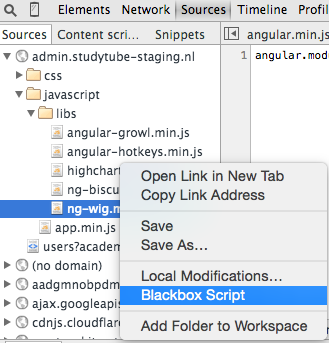 Elements Network Sources Timeline Profiles
Sources Content scri... Snippets
angular.min.js
admin.studytube-staging.nl
1 angular.mod
css
javascript
libs
angular-growl.min.js
angular-hotkeys.min.js
highchart
ng-biscu
ng-wig.m
app.min.js
users?acade
(no domain)
aadgmnobpdm
ajax.googleapis
cdnjs.cloudflar
Open Link in New Tab
Copy Link Address
Save
Save As...
Local Modifications...
Blackbox Script
Add Folder to Workspace